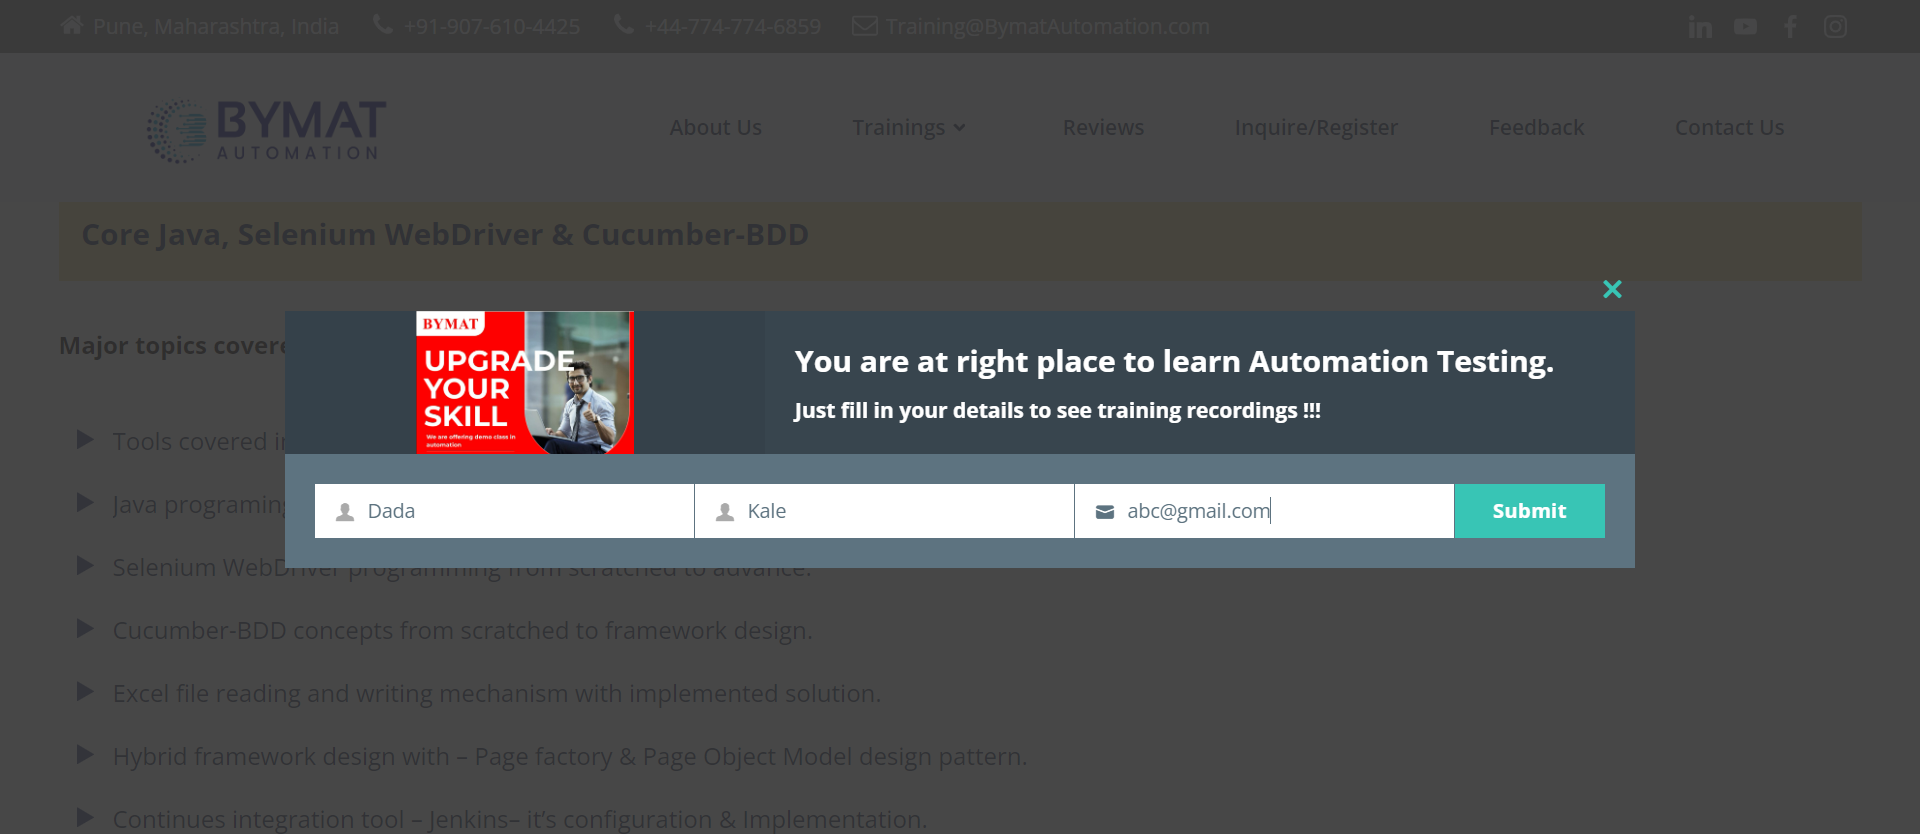 Pune, Maharashtra, India +91-907-610-4425 +44-774-774-6859 Training@BymatAutomation.com
BYMAT
AUTOMATION
About Us Trainings Reviews Inquire/Register Feedback Contact Us
Core Java, Selenium WebDriver & Cucumber-BDD
Major topics covere
BYMAT
UPGRADE
YOUR
SKILL
We are offering demo class in
automation
You are at right place to learn Automation Testing.
Just fill in your details to see training recordings !!!
Dada Kale abc@gmail.com Submit
Tools covered in
Java programing
Selenium WebDriver programming from scratched to advance.
Cucumber-BDD concepts from scratched to framework design.
Excel file reading and writing mechanism with implemented solution.
Hybrid framework design with – Page factory & Page Object Model design pattern.
Continues integration tool – Jenkins– it’s configuration & Implementation.